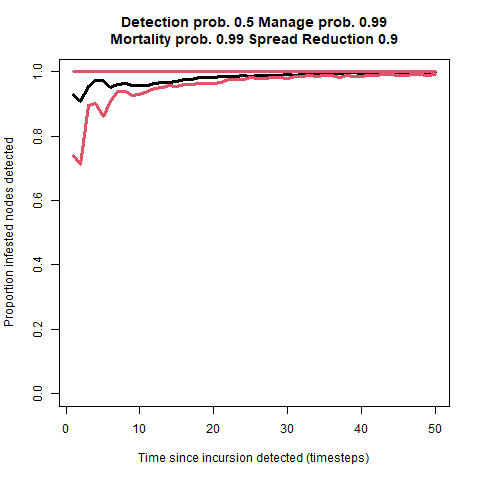 Detection prob. 0.5 Manage prob. 0.99
Mortality prob. 0.99 Spread Reduction 0.9
Proportion infested nodes detected
1.0
0.8
0.6
0.4
0.2
0.0
0 10 20 30 40 50
Time since incursion detected (timesteps)